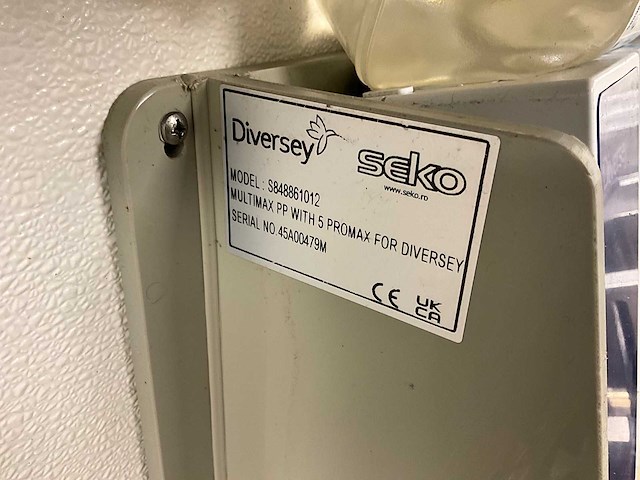 Diversey
SEKO
www.seko.ro
MODEL : S848861012
MULTIMAX PP WITH 5 PROMAX FOR DIVERSEY
SERIAL NO.45A00479M
CE UK
CA